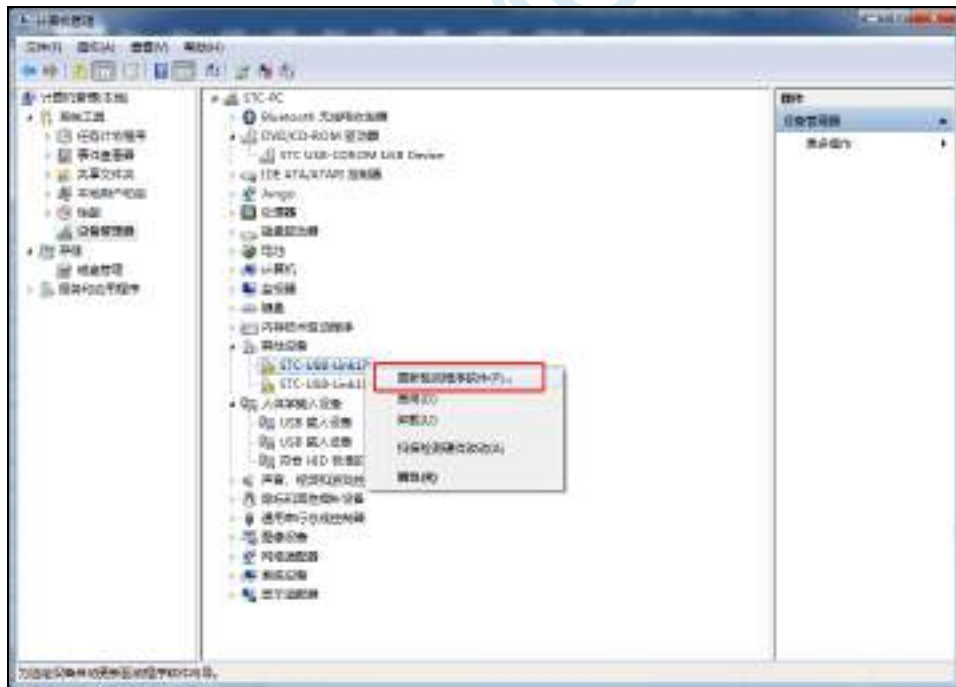 计算机管理
文件(F) 操作(A) 查看(V) 帮助(H)
计算机管理(本地)
系统工具
任务计划程序
事件查看器
共享文件夹
本地用户和组
性能
设备管理器
存储
磁盘管理
服务和应用程序
STC-PC
Bluetooth 无线电收发器
DVD/CD-ROM 驱动器
STC USB-CDROM USB Device
IDE ATA/ATAPI 控制器
Jungo
处理器
磁盘驱动器
电池
计算机
监视器
键盘
内存技术驱动程序
其他设备
STC-USB-Link1
STC-USB-Link1
人体学输入设备
USB 输入设备
USB 输入设备
符合 HID
声音、视频和游戏控
鼠标和其他指针设备
通用串行总线控制器
图像设备
网络适配器
系统设备
显示适配器
更新驱动程序软件(P)...
禁用(D)
卸载(U)
扫描检测硬件改动(A)
属性(R)
操作
设备管理器
更多操作
为选定设备启动更新驱动程序软件向导。